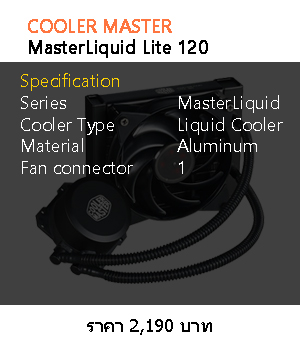 COOLER MASTER
MasterLiquid Lite 120
Specification
Series MasterLiquid
Cooler Type Liquid Cooler
Material Aluminum
Fan connector 1
ราคา 2,190 บาท